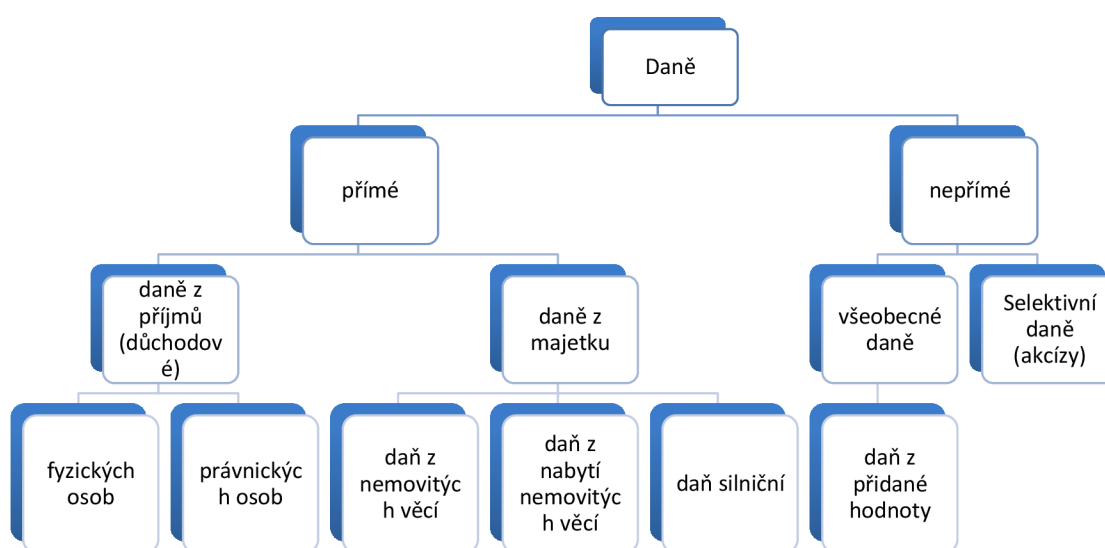 Daně
přímé
nepřímé
daně z
příjmů
(důchodov
é)
daně z
majetku
všeobecné
daně
Selektivní
daně
(akcízy)
fyzických
osob
právnickýc
h osob
daň z
nemovitýc
h věcí
daň z
nabytí
nemovitýc
h věcí
daň silniční
daň z
přidané
hodnoty